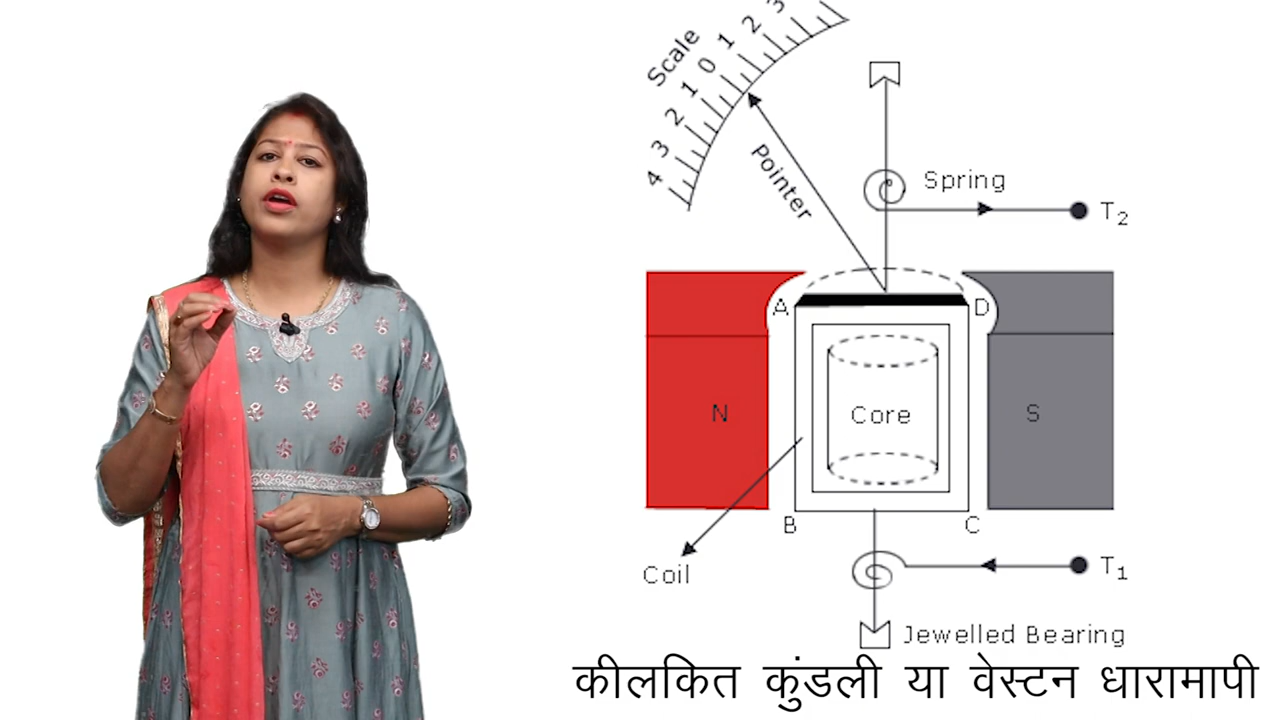 Scale
4 3 2 1 0 1 2 3
Pointer
Spring
T2
A
D
N
Core
S
B
C
Coil
T1
Jewelled Bearing
कीलकित कुंडली या वेस्टन धारामापी